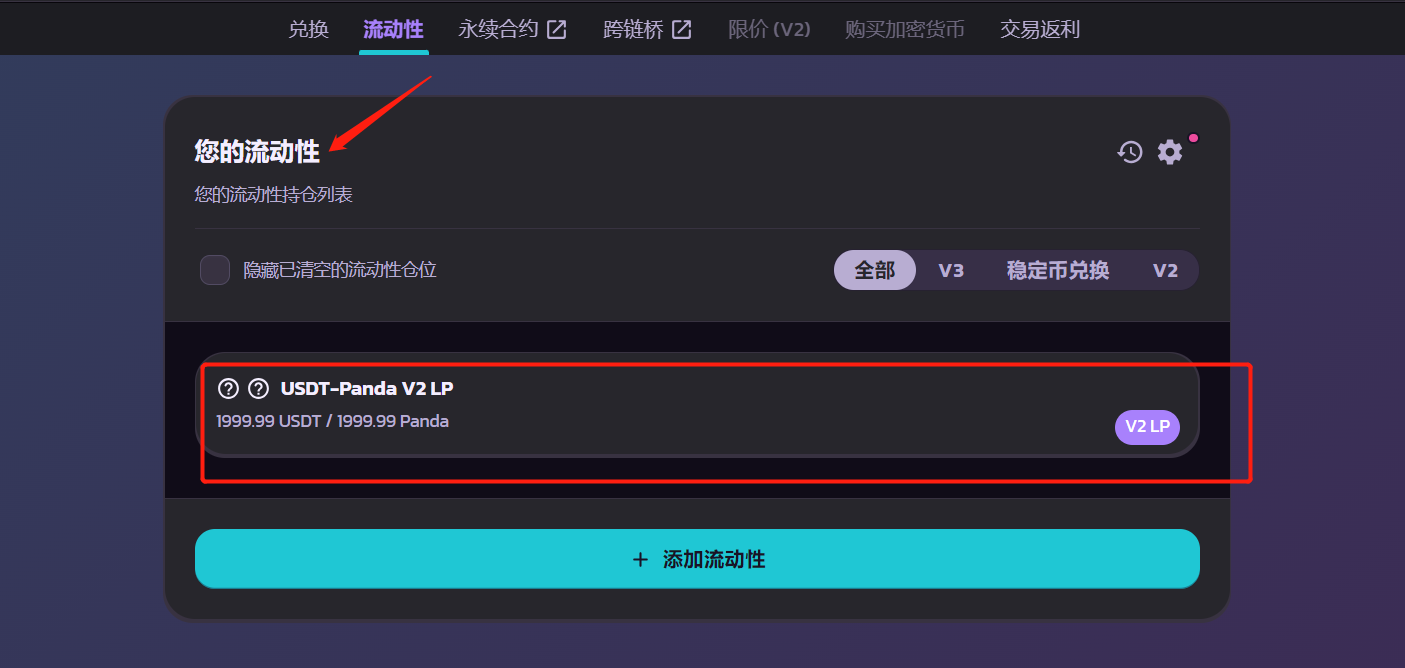 兑换 流动性 永续合约 跨链桥 限价 (V2) 购买加密货币 交易返利
您的流动性
您的流动性持仓列表
隐藏已清空的流动性仓位 全部 V3 稳定币兑换 V2
USDT-Panda V2 LP
1999.99 USDT / 1999.99 Panda
V2 LP
+ 添加流动性